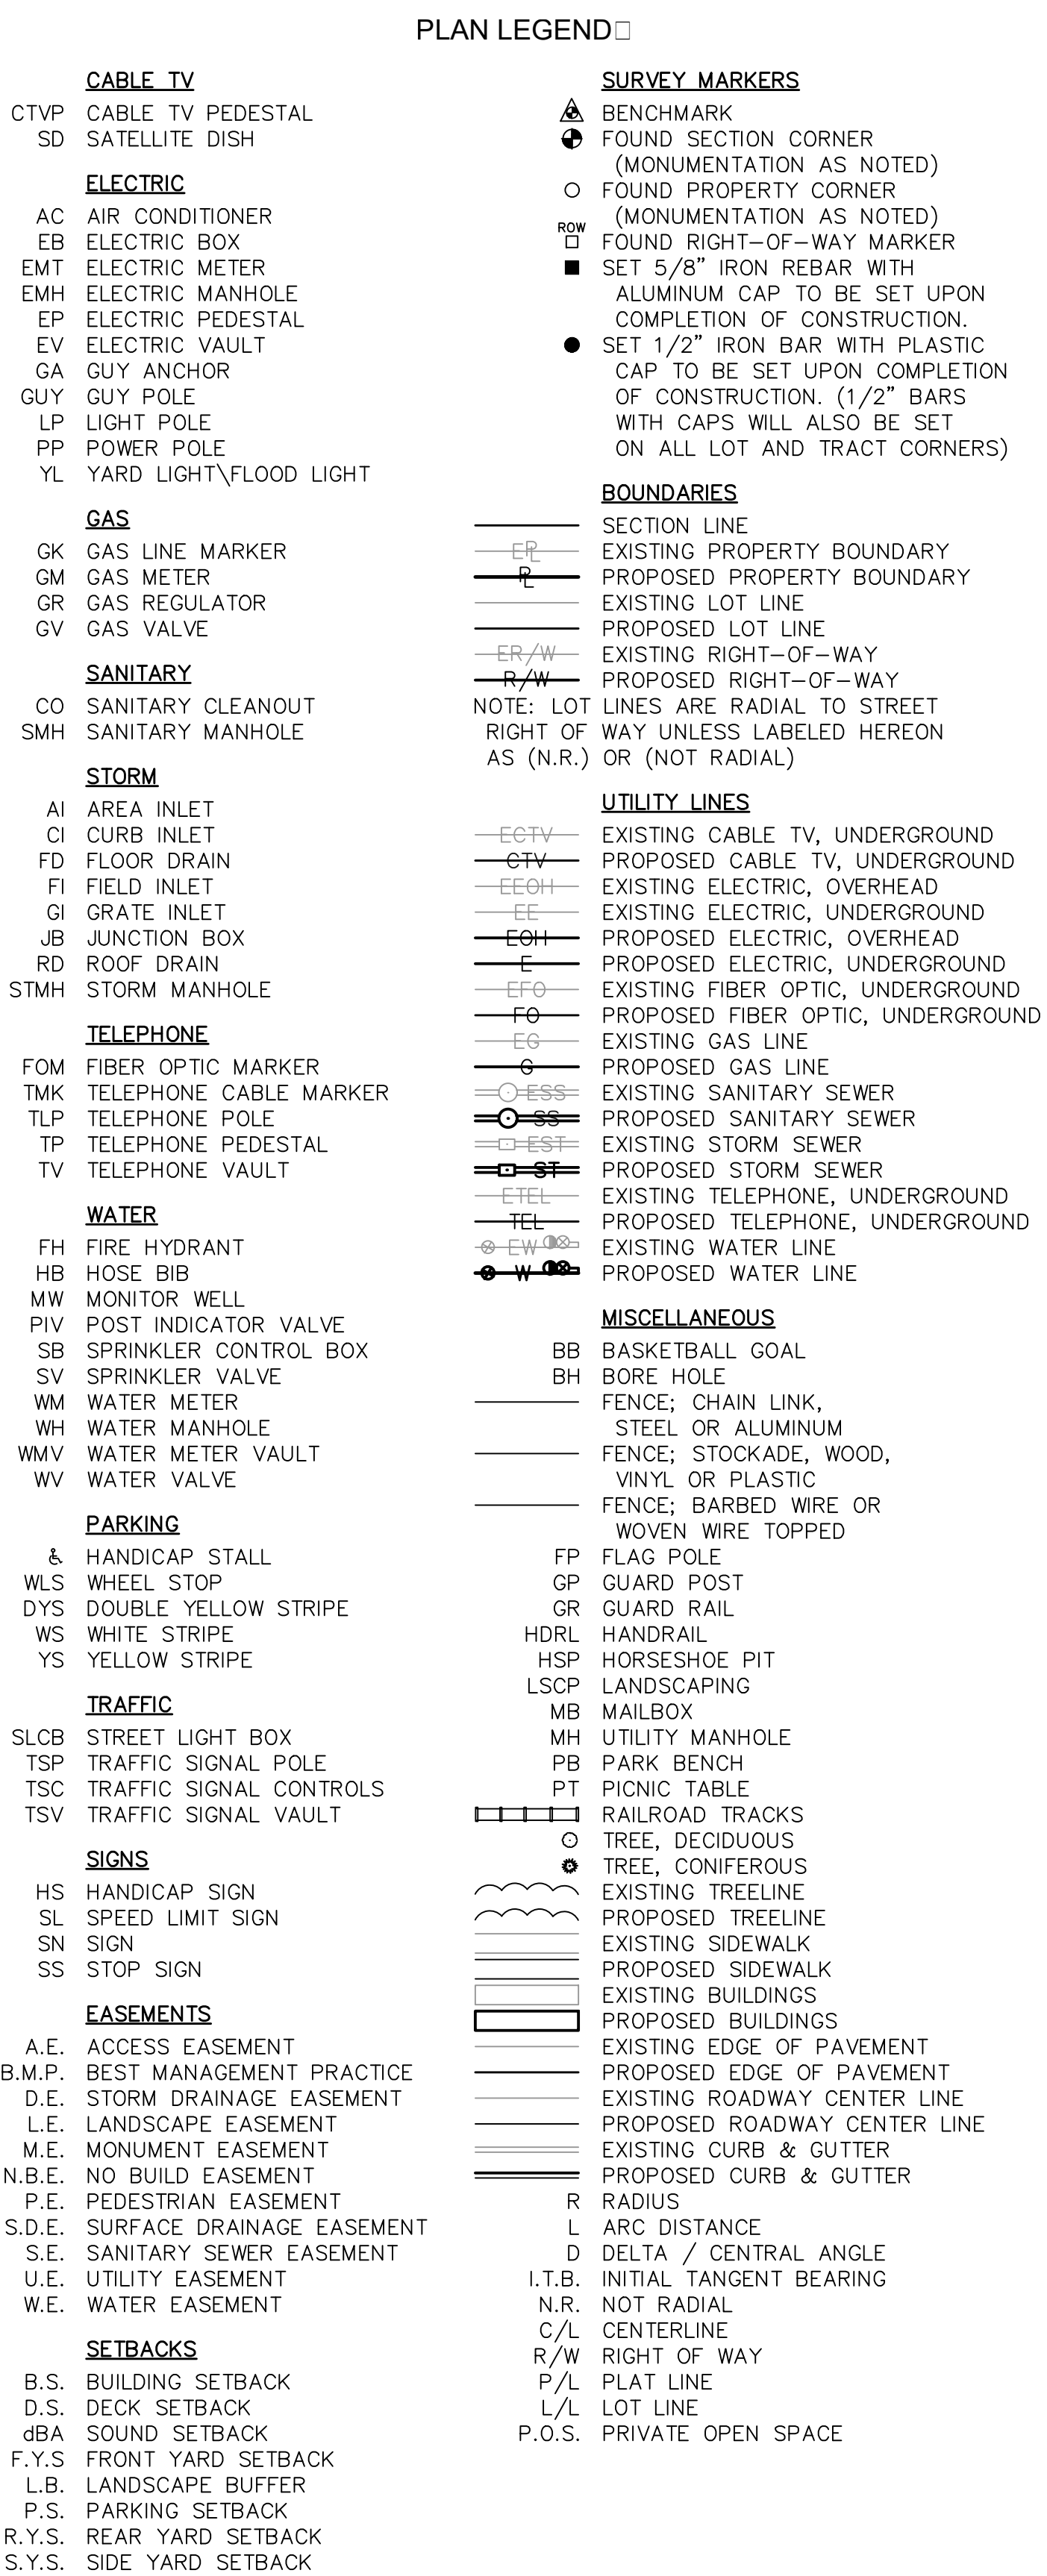 PLAN LEGEND
CABLE TV
CTVP CABLE TV PEDESTAL
SD SATELLITE DISH
ELECTRIC
AC AIR CONDITIONER
EB ELECTRIC BOX
EMT ELECTRIC METER
EMH ELECTRIC MANHOLE
EP ELECTRIC PEDESTAL
EV ELECTRIC VAULT
GA GUY ANCHOR
GUY GUY POLE
LP LIGHT POLE
PP POWER POLE
YL YARD LIGHT\FLOOD LIGHT
GAS
GK GAS LINE MARKER
GM GAS METER
GR GAS REGULATOR
GV GAS VALVE
SANITARY
CO SANITARY CLEANOUT
SMH SANITARY MANHOLE
STORM
AI AREA INLET
CI CURB INLET
FD FLOOR DRAIN
FI FIELD INLET
GI GRATE INLET
JB JUNCTION BOX
RD ROOF DRAIN
STMH STORM MANHOLE
TELEPHONE
FOM FIBER OPTIC MARKER
TMK TELEPHONE CABLE MARKER
TLP TELEPHONE POLE
TP TELEPHONE PEDESTAL
TV TELEPHONE VAULT
WATER
FH FIRE HYDRANT
HB HOSE BIB
MW MONITOR WELL
PIV POST INDICATOR VALVE
SB SPRINKLER CONTROL BOX
SV SPRINKLER VALVE
WM WATER METER
WH WATER MANHOLE
WMV WATER METER VAULT
WV WATER VALVE
PARKING
HANDICAP STALL
WLS WHEEL STOP
DYS DOUBLE YELLOW STRIPE
WS WHITE STRIPE
YS YELLOW STRIPE
TRAFFIC
SLCB STREET LIGHT BOX
TSP TRAFFIC SIGNAL POLE
TSC TRAFFIC SIGNAL CONTROLS
TSV TRAFFIC SIGNAL VAULT
SIGNS
HS HANDICAP SIGN
SL SPEED LIMIT SIGN
SN SIGN
SS STOP SIGN
EASEMENTS
A.E. ACCESS EASEMENT
B.M.P. BEST MANAGEMENT PRACTICE
D.E. STORM DRAINAGE EASEMENT
L.E. LANDSCAPE EASEMENT
M.E. MONUMENT EASEMENT
N.B.E. NO BUILD EASEMENT
P.E. PEDESTRIAN EASEMENT
S.D.E. SURFACE DRAINAGE EASEMENT
S.E. SANITARY SEWER EASEMENT
U.E. UTILITY EASEMENT
W.E. WATER EASEMENT
SETBACKS
B.S. BUILDING SETBACK
D.S. DECK SETBACK
dBA SOUND SETBACK
F.Y.S FRONT YARD SETBACK
L.B. LANDSCAPE BUFFER
P.S. PARKING SETBACK
R.Y.S. REAR YARD SETBACK
S.Y.S. SIDE YARD SETBACK
SURVEY MARKERS
BENCHMARK
FOUND SECTION CORNER
(MONUMENTATION AS NOTED)
FOUND PROPERTY CORNER
(MONUMENTATION AS NOTED)
ROW
FOUND RIGHT-OF-WAY MARKER
SET 5/8" IRON REBAR WITH
ALUMINUM CAP TO BE SET UPON
COMPLETION OF CONSTRUCTION.
SET 1/2" IRON BAR WITH PLASTIC
CAP TO BE SET UPON COMPLETION
OF CONSTRUCTION. (1/2" BARS
WITH CAPS WILL ALSO BE SET
ON ALL LOT AND TRACT CORNERS)
BOUNDARIES
SECTION LINE
EPL EXISTING PROPERTY BOUNDARY
PL PROPOSED PROPERTY BOUNDARY
EXISTING LOT LINE
PROPOSED LOT LINE
ER/W EXISTING RIGHT-OF-WAY
R/W PROPOSED RIGHT-OF-WAY
NOTE: LOT LINES ARE RADIAL TO STREET
RIGHT OF WAY UNLESS LABELED HEREON
AS (N.R.) OR (NOT RADIAL)
UTILITY LINES
ECTV EXISTING CABLE TV, UNDERGROUND
CTV PROPOSED CABLE TV, UNDERGROUND
EEOH EXISTING ELECTRIC, OVERHEAD
EE EXISTING ELECTRIC, UNDERGROUND
EOH PROPOSED ELECTRIC, OVERHEAD
E PROPOSED ELECTRIC, UNDERGROUND
EFO EXISTING FIBER OPTIC, UNDERGROUND
FO PROPOSED FIBER OPTIC, UNDERGROUND
EG EXISTING GAS LINE
G PROPOSED GAS LINE
ESS EXISTING SANITARY SEWER
SS PROPOSED SANITARY SEWER
EST EXISTING STORM SEWER
ST PROPOSED STORM SEWER
ETEL EXISTING TELEPHONE, UNDERGROUND
TEL PROPOSED TELEPHONE, UNDERGROUND
EW EXISTING WATER LINE
W PROPOSED WATER LINE
MISCELLANEOUS
BB BASKETBALL GOAL
BH BORE HOLE
FENCE; CHAIN LINK,
STEEL OR ALUMINUM
FENCE; STOCKADE, WOOD,
VINYL OR PLASTIC
FENCE; BARBED WIRE OR
WOVEN WIRE TOPPED
FP FLAG POLE
GP GUARD POST
GR GUARD RAIL
HDRL HANDRAIL
HSP HORSESHOE PIT
LSCP LANDSCAPING
MB MAILBOX
MH UTILITY MANHOLE
PB PARK BENCH
PT PICNIC TABLE
RAILROAD TRACKS
TREE, DECIDUOUS
TREE, CONIFEROUS
EXISTING TREELINE
PROPOSED TREELINE
EXISTING SIDEWALK
PROPOSED SIDEWALK
EXISTING BUILDINGS
PROPOSED BUILDINGS
EXISTING EDGE OF PAVEMENT
PROPOSED EDGE OF PAVEMENT
EXISTING ROADWAY CENTER LINE
PROPOSED ROADWAY CENTER LINE
EXISTING CURB & GUTTER
PROPOSED CURB & GUTTER
R RADIUS
L ARC DISTANCE
D DELTA / CENTRAL ANGLE
I.T.B. INITIAL TANGENT BEARING
N.R. NOT RADIAL
C/L CENTERLINE
R/W RIGHT OF WAY
P/L PLAT LINE
L/L LOT LINE
P.O.S. PRIVATE OPEN SPACE